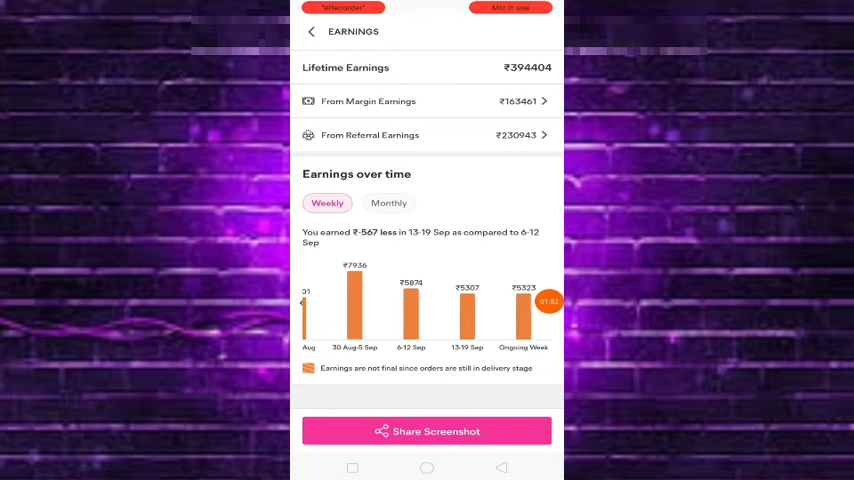 "eRecorder"
Mic in use
EARNINGS
Lifetime Earnings ₹394404
From Margin Earnings ₹163461
From Referral Earnings ₹230943
Earnings over time
Weekly Monthly
You earned ₹-567 less in 13-19 Sep as compared to 6-12
Sep
01 ₹7936 ₹5874 ₹5307 ₹5323
01:52
Aug 30 Aug-5 Sep 6-12 Sep 13-19 Sep Ongoing Week
Earnings are not final since orders are still in delivery stage
Share Screenshot